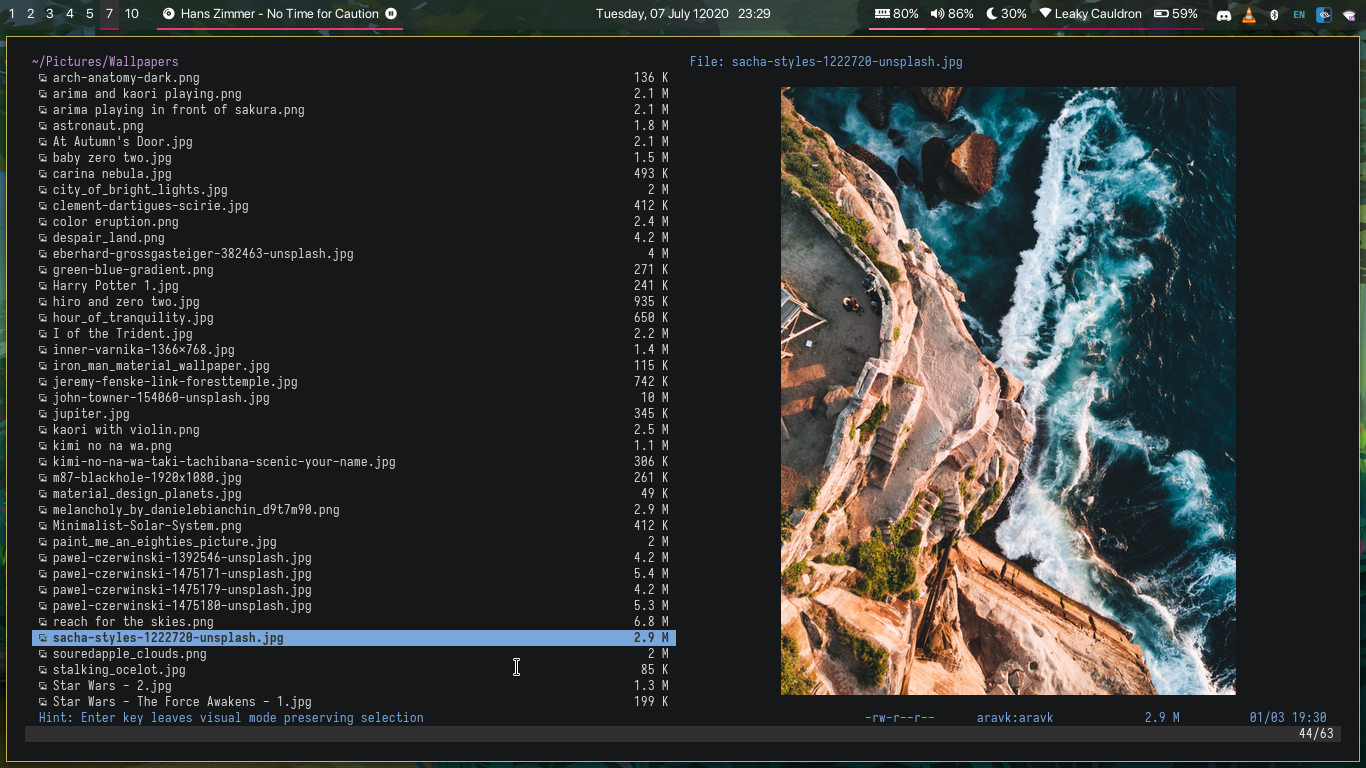 1 2 4 5 7 10 Hans Zimmer - No Time for Caution Tuesday, 07 July 12020 23:29 80% 86% 30% Leaky Cauldron 59% EN
~/Pictures/Wallpapers File: sacha-styles-1222720-unsplash.jpg
arch-anatomy-dark.png 136 K
arima and kaori playing.png 2.1 M
arima playing in front of sakura.png 2.1 M
astronaut.png 1.8 M
At Autumn's Door.jpg 2.1 M
baby zero two.jpg 1.5 M
carina nebula.jpg 493 K
city_of_bright_lights.jpg 2 M
clement-dartigues-scirie.jpg 412 K
color eruption.png 2.4 M
despair_land.png 4.2 M
eberhard-grossgasteiger-382463-unsplash.jpg 4 M
green-blue-gradient.png 271 K
Harry Potter 1.jpg 241 K
hiro and zero two.jpg 935 K
hour_of_tranquility.jpg 650 K
I of the Trident.jpg 2.2 M
inner-varnika-1366×768.jpg 1.4 M
iron_man_material_wallpaper.jpg 115 K
jeremy-fenske-link-foresttemple.jpg 742 K
john-towner-154060-unsplash.jpg 10 M
jupiter.jpg 345 K
kaori with violin.png 2.5 M
kimi no na wa.png 1.1 M
kimi-no-na-wa-taki-tachibana-scenic-your-name.jpg 306 K
m87-blackhole-1920x1080.jpg 261 K
material_design_planets.jpg 49 K
melancholy_by_danielebianchin_d9t7m90.png 2.9 M
Minimalist-Solar-System.png 412 K
paint_me_an_eighties_picture.jpg 2 M
pawel-czerwinski-1392546-unsplash.jpg 4.2 M
pawel-czerwinski-1475171-unsplash.jpg 5.4 M
pawel-czerwinski-1475179-unsplash.jpg 4.2 M
pawel-czerwinski-1475180-unsplash.jpg 5.3 M
reach for the skies.png 6.8 M
sacha-styles-1222720-unsplash.jpg 2.9 M
souredapple_clouds.png 2 M
stalking_ocelot.jpg 85 K
Star Wars - 2.jpg 1.3 M
Star Wars - The Force Awakens - 1.jpg 199 K
Hint: Enter key leaves visual mode preserving selection -rw-r--r-- aravk:aravk 2.9 M 01/03 19:30
44/63